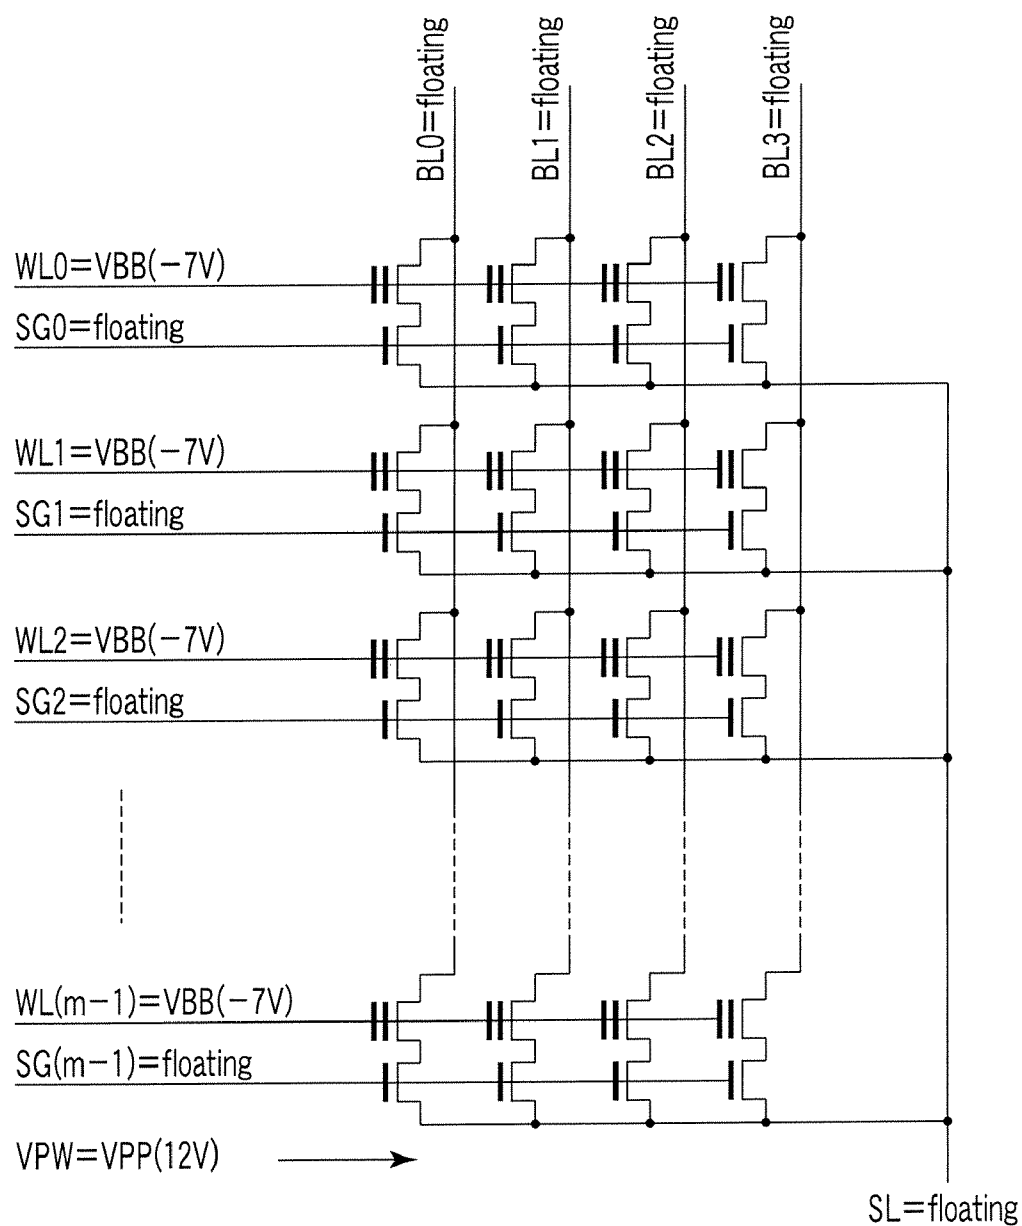 BL0=floating
BL1=floating
BL2=floating
BL3=floating
WL0=VBB(−7V)
SG0=floating
WL1=VBB(−7V)
SG1=floating
WL2=VBB(−7V)
SG2=floating
WL(m−1)=VBB(−7V)
SG(m−1)=floating
VPW=VPP(12V)
SL=floating